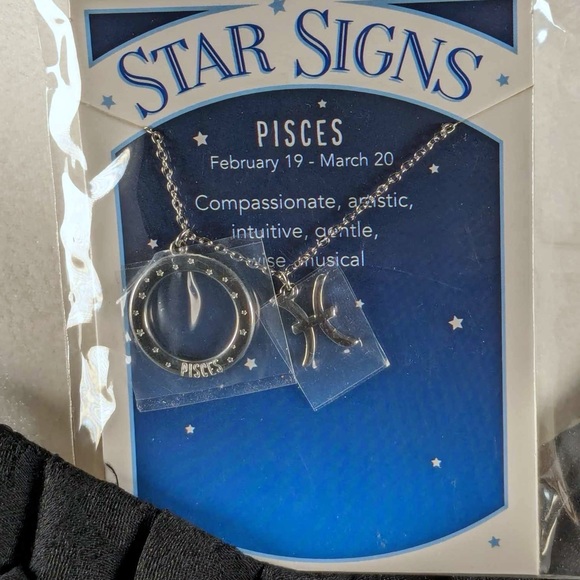 STAR SIGNS
PISCES
February 19 - March 20
Compassionate, artistic,
intuitive, gentle,
wise, musical
PISCES